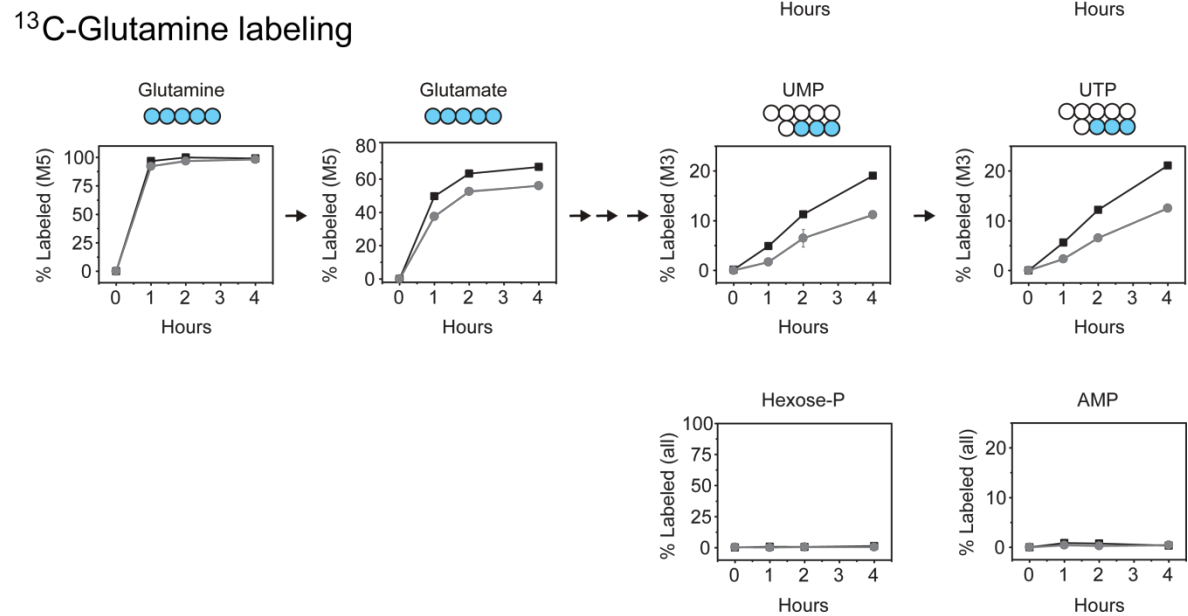 Hours
Hours
13C-Glutamine labeling
Glutamine
Glutamate
UMP
UTP
% Labeled (M5)
100
75
50
25
0
0 1 2 3 4
Hours
% Labeled (M5)
80
60
40
20
0
0 1 2 3 4
Hours
% Labeled (M3)
20
10
0
0 1 2 3 4
Hours
% Labeled (M3)
20
10
0
0 1 2 3 4
Hours
Hexose-P
AMP
% Labeled (all)
100
75
50
25
0
0 1 2 3 4
Hours
% Labeled (all)
20
10
0
0 1 2 3 4
Hours